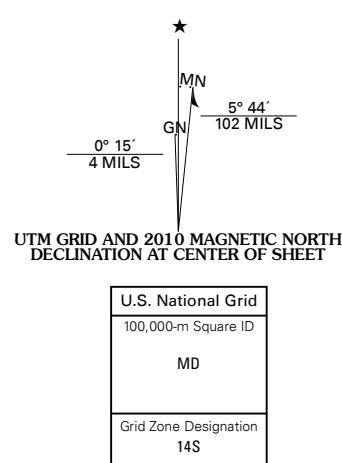 MN
GN
5° 44´
102 MILS
0° 15´
4 MILS
UTM GRID AND 2010 MAGNETIC NORTH
DECLINATION AT CENTER OF SHEET
U.S. National Grid
100,000-m Square ID
MD
Grid Zone Designation
14S